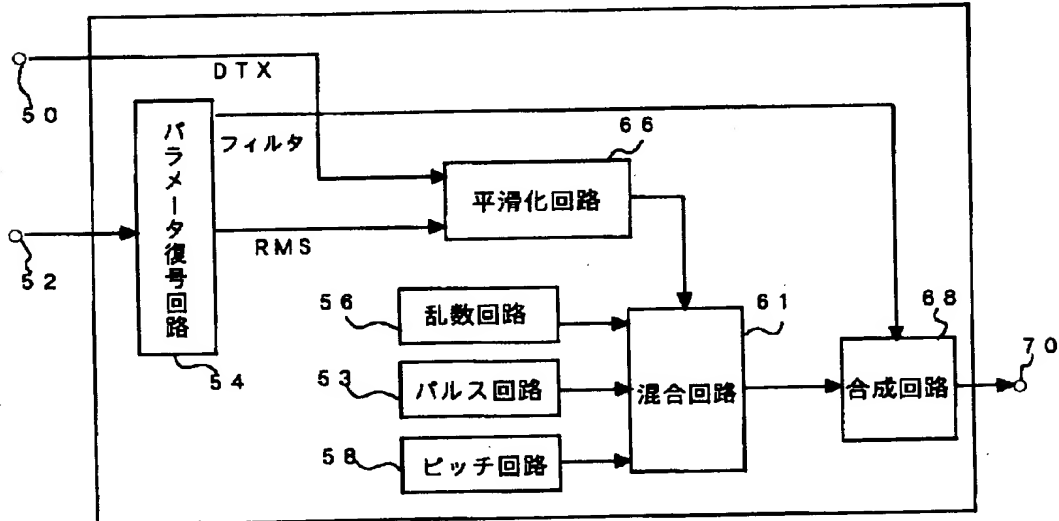 DTX
50
パラメータ復号回路
フィルタ
66
平滑化回路
52
RMS
54
56
乱数回路
61
68
70
53
パルス回路
混合回路
合成回路
58
ピッチ回路